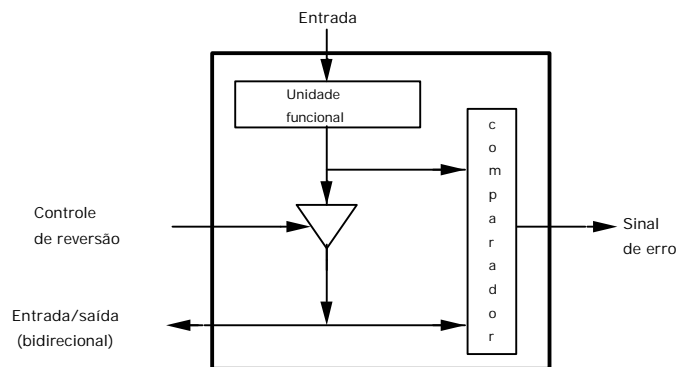 Entrada
Unidade
funcional
c
o
m
p
a
r
a
d
o
r
Controle
de reversão
Sinal
de erro
Entrada/saída
(bidirecional)